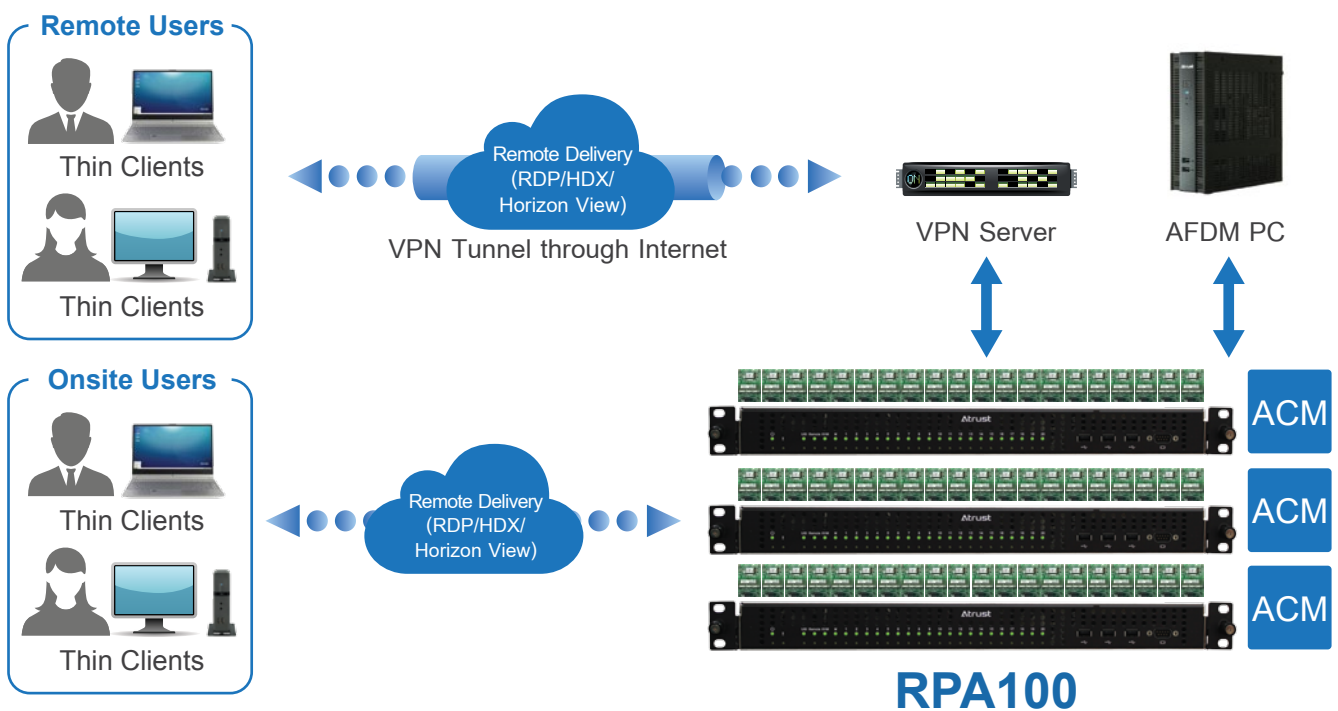 Remote Users
Thin Clients
Thin Clients
Remote Delivery
(RDP/HDX/
Horizon View)
VPN Tunnel through Internet
ON
VPN Server
AFDM PC
Onsite Users
Thin Clients
Thin Clients
Remote Delivery
(RDP/HDX/
Horizon View)
Atrust
ACM
Atrust
ACM
Atrust
ACM
RPA100